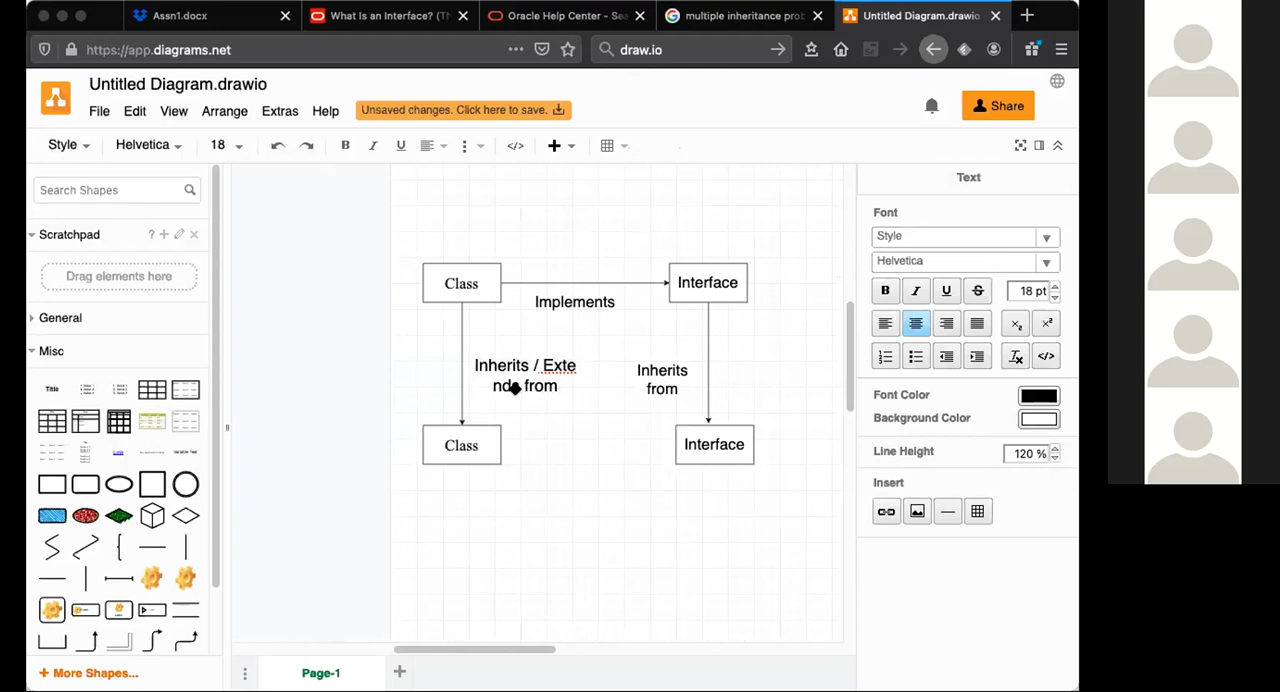 Assn1.docx
What Is an Interface? (Th
Oracle Help Center - Sea
multiple inheritance prob
Untitled Diagram.drawio
https://app.diagrams.net
draw.io
Untitled Diagram.drawio
File Edit View Arrange Extras Help
Unsaved changes. Click here to save.
Share
Style
Helvetica
18
B I U
Text
Search Shapes
Scratchpad
Drag elements here
General
Misc
Title
Class
Implements
Interface
Inherits / Exte
nds from
Inherits
from
Class
Interface
Font
Style
Helvetica
B I U S
18 pt
Font Color
Background Color
Line Height
120 %
Insert
+ More Shapes...
Page-1